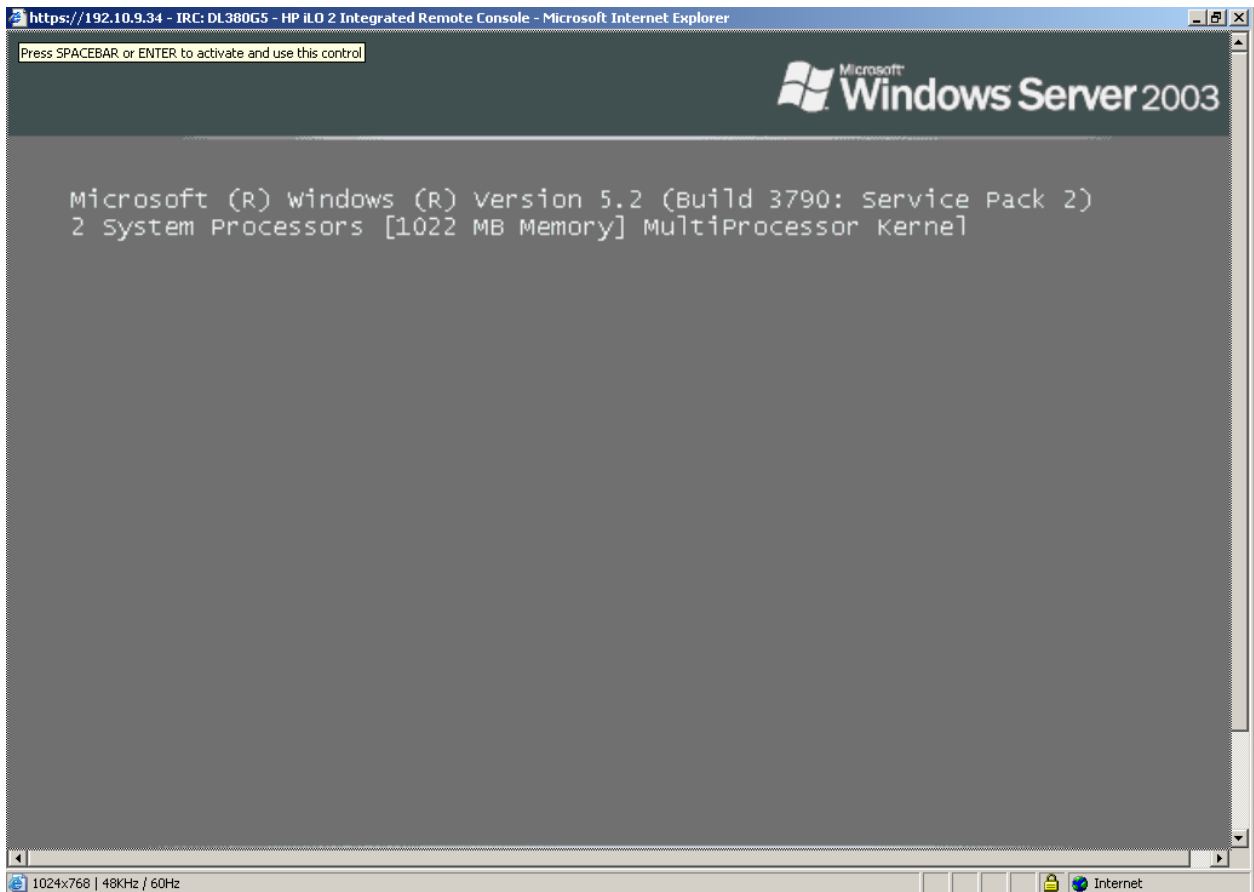 https://192.10.9.34 - IRC: DL380G5 - HP iLO 2 Integrated Remote Console - Microsoft Internet Explorer
Press SPACEBAR or ENTER to activate and use this control
Microsoft
Windows Server 2003
Microsoft (R) Windows (R) Version 5.2 (Build 3790: Service Pack 2)
2 System Processors [1022 MB Memory] MultiProcessor Kernel
1024x768 | 48KHz / 60Hz
Internet